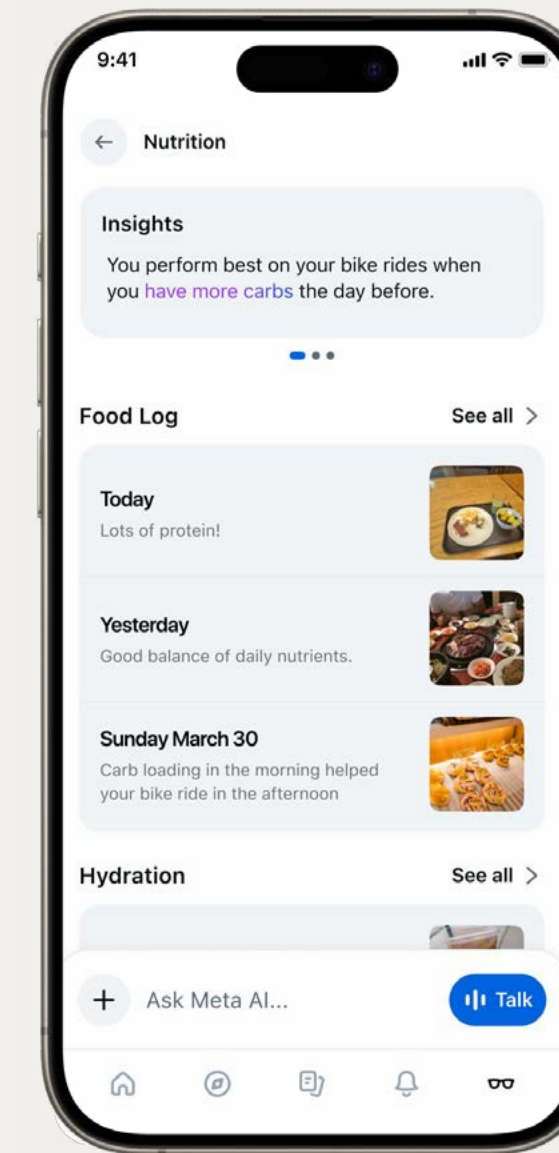 9:41
Nutrition
Insights
You perform best on your bike rides when
you have more carbs the day before.
Food Log
See all
Today
Lots of protein!
Yesterday
Good balance of daily nutrients.
Sunday March 30
Carb loading in the morning helped
your bike ride in the afternoon
Hydration
See all
Ask Meta AI...
Talk